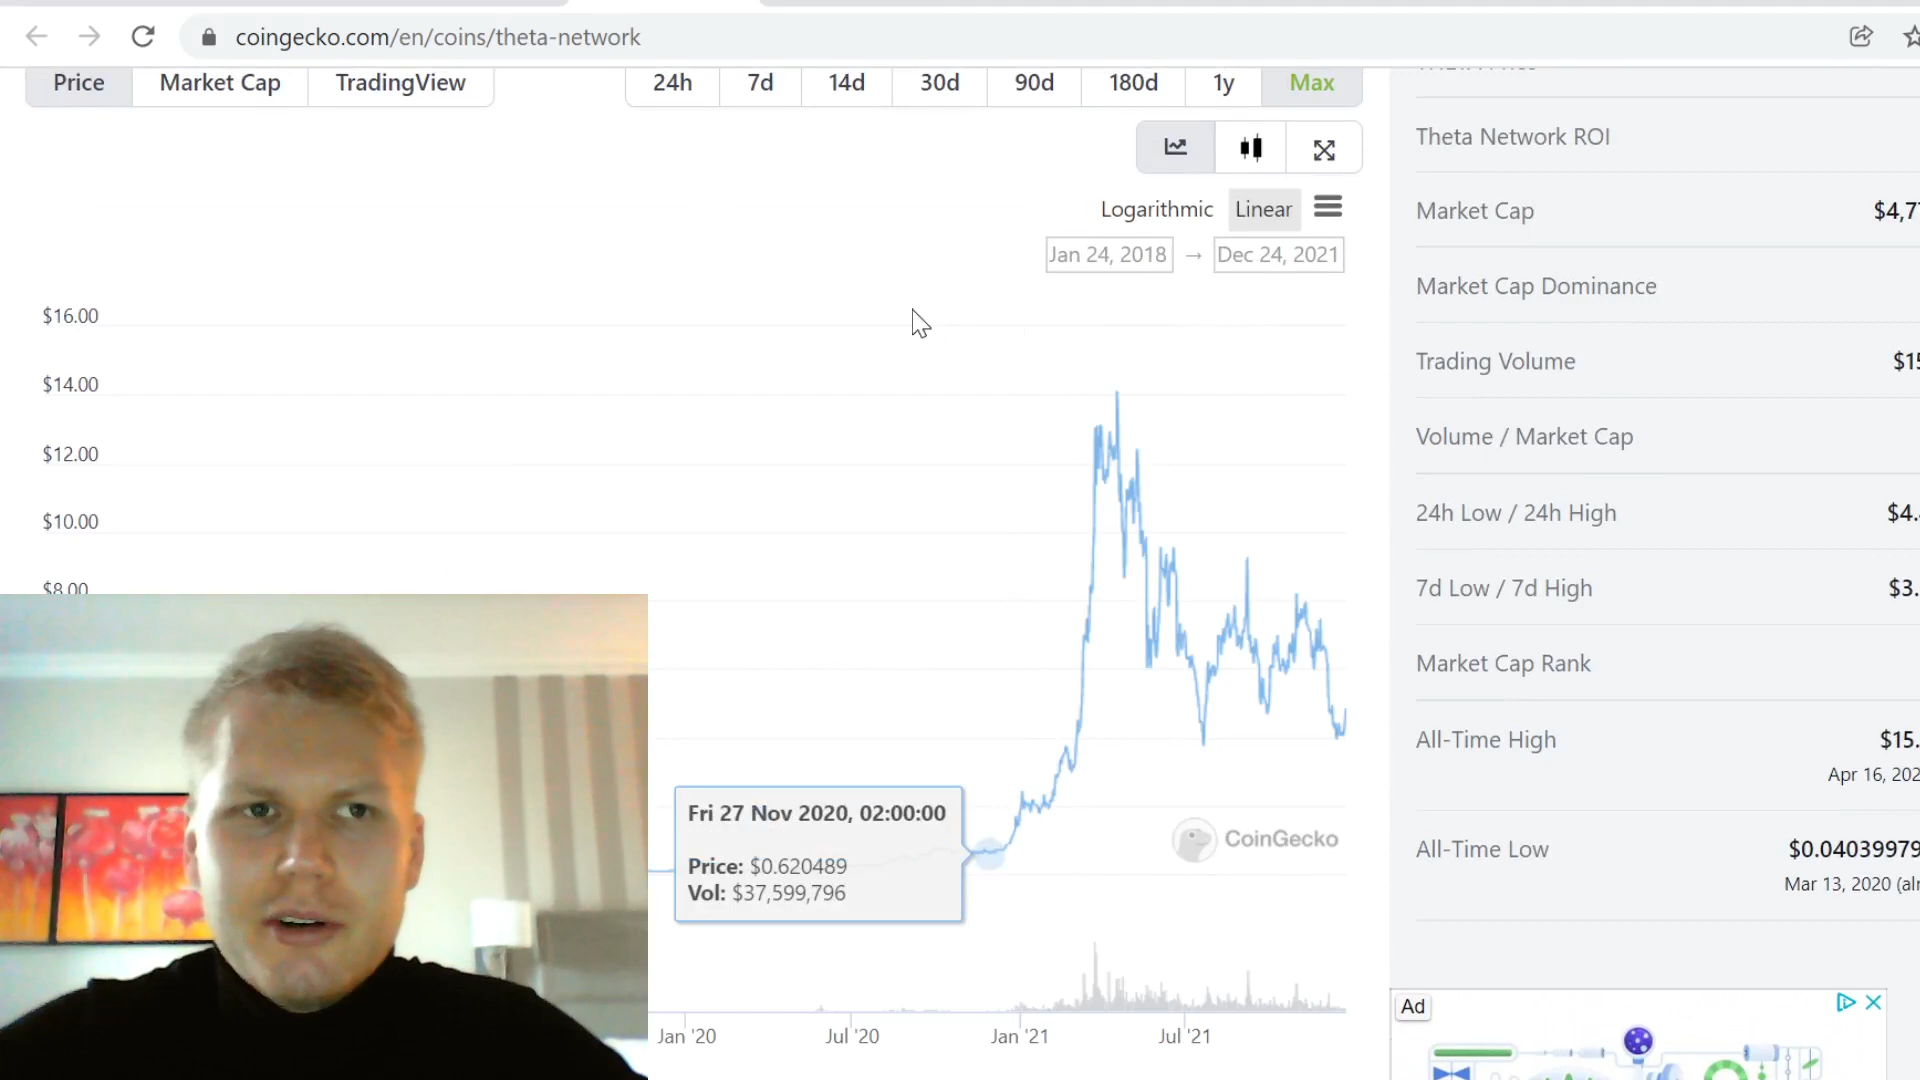 coingecko.com/en/coins/theta-network
Price Market Cap TradingView 24h 7d 14d 30d 90d 180d 1y Max
Theta Network ROI
Logarithmic Linear
Market Cap $4,7
Jan 24, 2018 → Dec 24, 2021
Market Cap Dominance
$16.00
Trading Volume $15
$14.00
Volume / Market Cap
$12.00
24h Low / 24h High $4.
$10.00
7d Low / 7d High $3.
$8.00
Market Cap Rank
All-Time High $15.
Apr 16, 202
Fri 27 Nov 2020, 02:00:00
Price: $0.620489
Vol: $37,599,796
CoinGecko
All-Time Low $0.04039979
Mar 13, 2020 (al
Ad
Jan '20 Jul '20 Jan '21 Jul '21